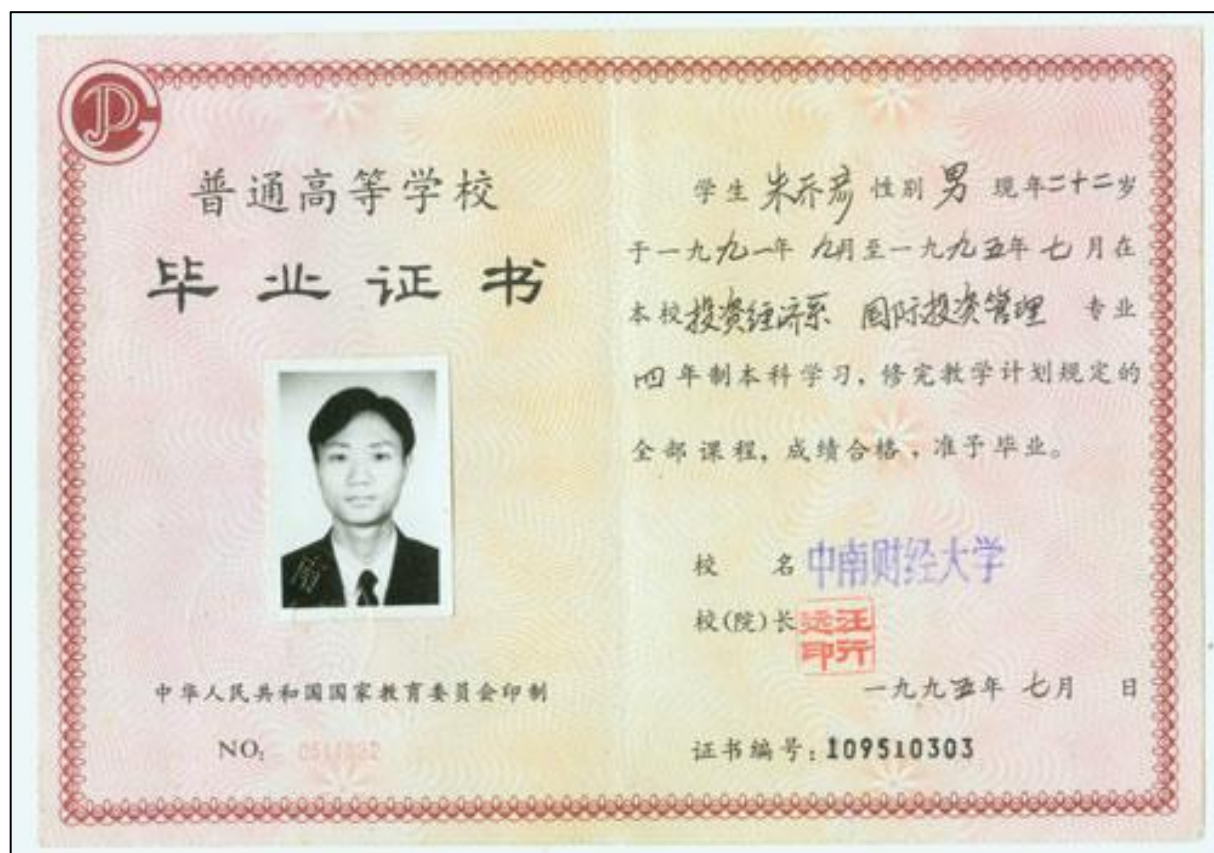 普通高等学校
毕业证书
中华人民共和国国家教育委员会印制
NO:
学生 朱乔彦 性别 男 现年二十二岁
于一九九一年 九月至一九九五年 七 月在
本校投资经济系 国际投资管理 专业
四 年制本科学习，修完教学计划规定的
全部课程，成绩合格，准予毕业。
校 名 中南财经大学
校(院)长
一九九五年 七月 日
证书编号：109510303